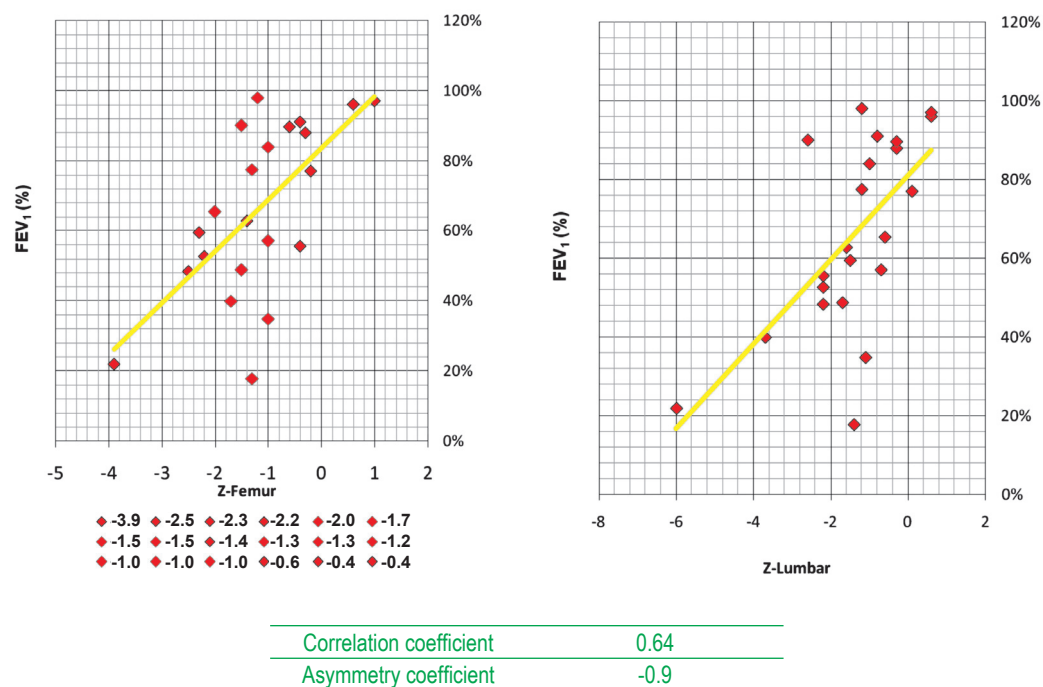 120%
100%
80%
60%
40%
20%
0%
FEV₁ (%)
-5 -4 -3 -2 -1 0 1 2
Z-Femur
-3.9 -2.5 -2.3 -2.2 -2.0 -1.7
-1.5 -1.5 -1.4 -1.3 -1.3 -1.2
-1.0 -1.0 -1.0 -0.6 -0.4 -0.4
120%
100%
80%
60%
40%
20%
0%
FEV₁ (%)
-8 -6 -4 -2 0 2
Z-Lumbar
Correlation coefficient 0.64
Asymmetry coefficient -0.9